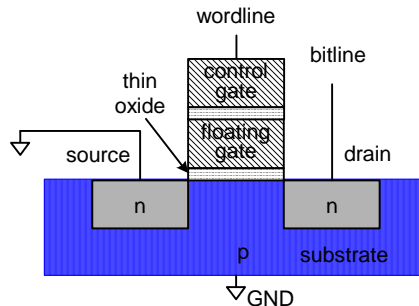 wordline
control
gate
bitline
thin
oxide
floating
gate
source
drain
n
n
p
substrate
GND